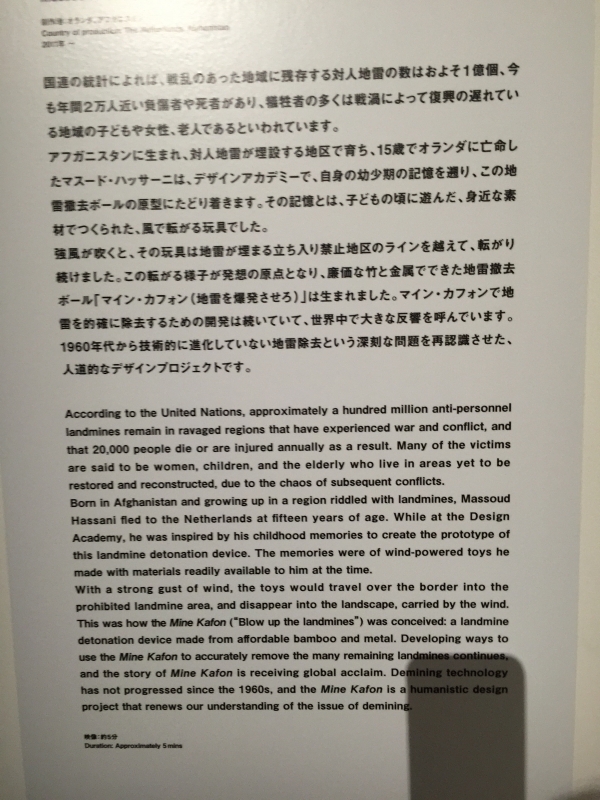 制作地：オランダ、アフガニスタン
Country of production: The Netherlands, Afghanistan
2011年 —
国連の統計によれば、戦乱のあった地域に残存する対人地雷の数はおよそ1億個、今
も年間2万人近い負傷者や死者があり、犠牲者の多くは戦渦によって復興の遅れてい
る地域の子どもや女性、老人であるといわれています。
アフガニスタンに生まれ、対人地雷が埋設する地区で育ち、15歳でオランダに亡命し
たマスード・ハッサーニは、デザインアカデミーで、自身の幼少期の記憶を遡り、この地
雷撤去ボールの原型にたどり着きます。その記憶とは、子どもの頃に遊んだ、身近な素
材でつくられた、風で転がる玩具でした。
強風が吹くと、その玩具は地雷が埋まる立ち入り禁止地区のラインを越えて、転がり
続けました。この転がる様子が発想の原点となり、廉価な竹と金属でできた地雷撤去
ボール「マイン・カフォン（地雷を爆発させろ）」は生まれました。マイン・カフォンで地
雷を的確に除去するための開発は続いていて、世界中で大きな反響を呼んでいます。
1960年代から技術的に進化していない地雷除去という深刻な問題を再認識させた、
人道的なデザインプロジェクトです。
According to the United Nations, approximately a hundred million anti-personnel
landmines remain in ravaged regions that have experienced war and conflict, and
that 20,000 people die or are injured annually as a result. Many of the victims
are said to be women, children, and the elderly who live in areas yet to be
restored and reconstructed, due to the chaos of subsequent conflicts.
Born in Afghanistan and growing up in a region riddled with landmines, Massoud
Hassani fled to the Netherlands at fifteen years of age. While at the Design
Academy, he was inspired by his childhood memories to create the prototype of
this landmine detonation device. The memories were of wind-powered toys he
made with materials readily available to him at the time.
With a strong gust of wind, the toys would travel over the border into the
prohibited landmine area, and disappear into the landscape, carried by the wind.
This was how the Mine Kafon (“Blow up the landmines”) was conceived: a landmine
detonation device made from affordable bamboo and metal. Developing ways to
use the Mine Kafon to accurately remove the many remaining landmines continues,
and the story of Mine Kafon is receiving global acclaim. Demining technology
has not progressed since the 1960s, and the Mine Kafon is a humanistic design
project that renews our understanding of the issue of demining.
映像：約5分
Duration: Approximately 5 mins